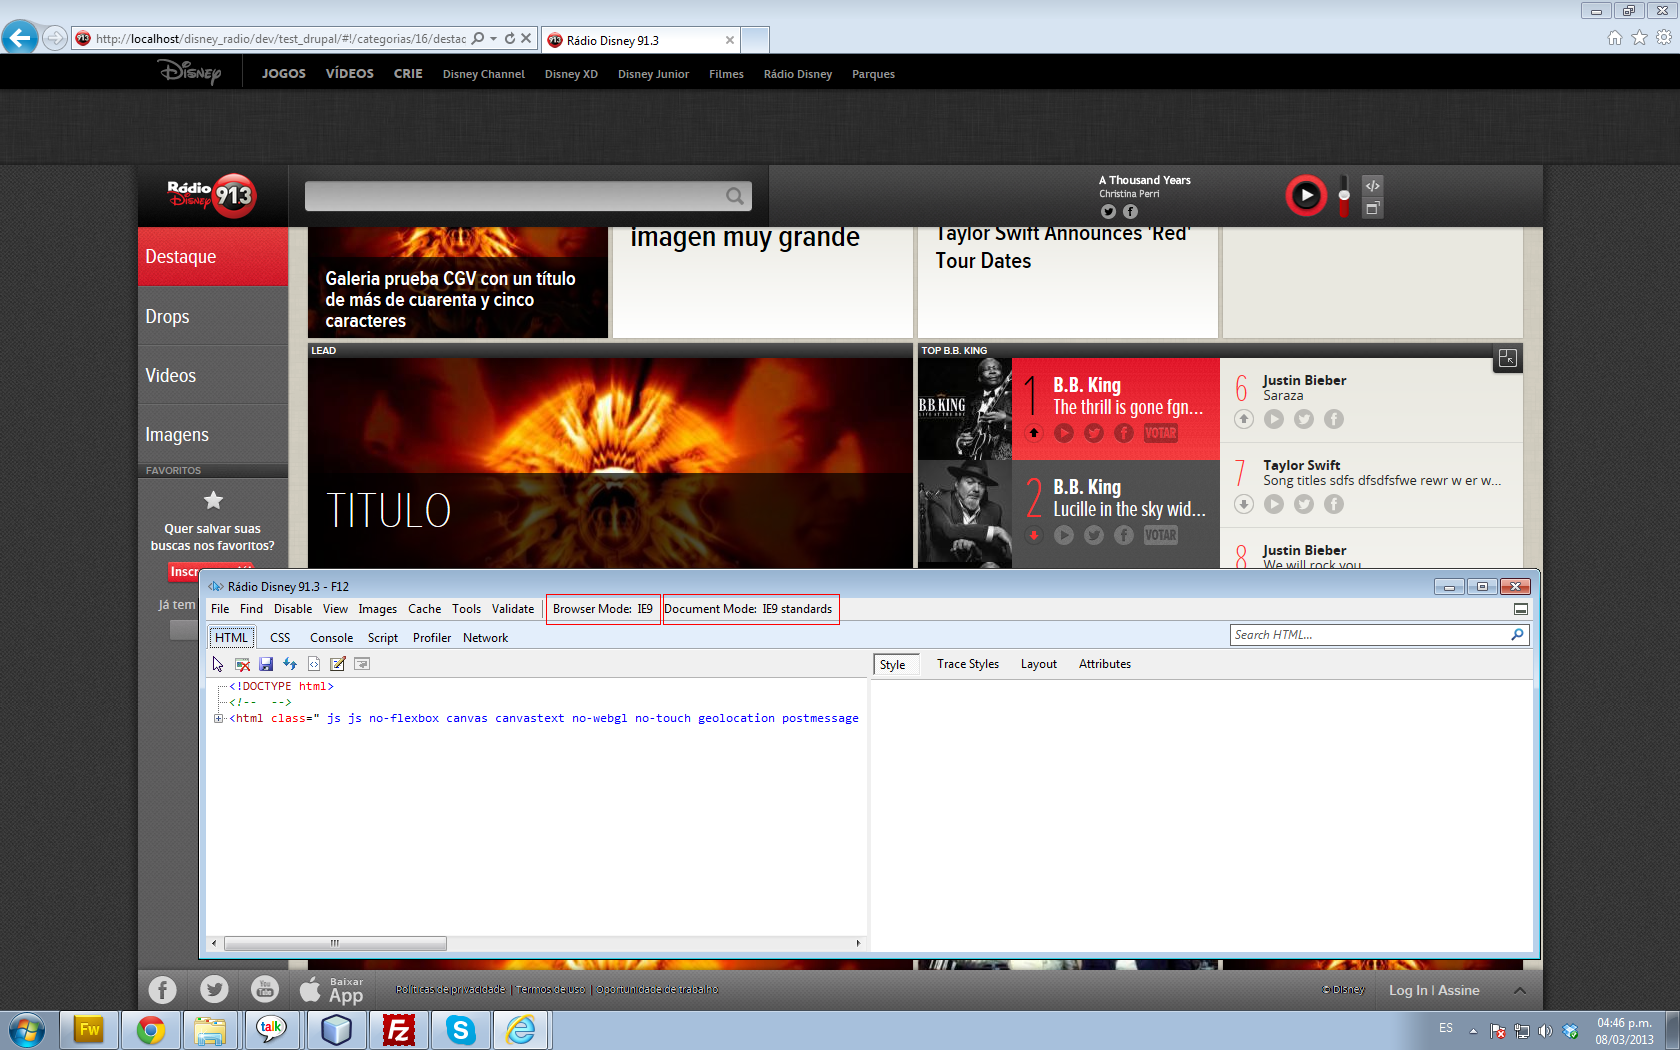 http://localhost/disney_radio/dev/test_drupal/#!/categorias/16/destac
Rádio Disney 91.3
Disney
JOGOS VÍDEOS CRIE Disney Channel Disney XD Disney Junior Filmes Rádio Disney Parques
Rádio
Disney
91.3
A Thousand Years
Christina Perri
Destaque
Drops
Videos
Imagens
FAVORITOS
Quer salvar suas
buscas nos favoritos?
Já tem
Galeria prueba CGV con un título
de más de cuarenta y cinco
caracteres
imagen muy grande
Taylor Swift Announces 'Red'
Tour Dates
LEAD
TITULO
TOP B.B. KING
B.B.KING
1
B.B. King
The thrill is gone fgn...
VOTAR
2
B.B. King
Lucille in the sky wid...
VOTAR
6
Justin Bieber
Saraza
7
Taylor Swift
Song titles sdfs dfsdfsfwe rewr w er w...
8
Justin Bieber
We will rock you
Rádio Disney 91.3 - F12
File Find Disable View Images Cache Tools Validate Browser Mode: IE9 Document Mode: IE9 standards
HTML CSS Console Script Profiler Network
Search HTML...
Style Trace Styles Layout Attributes
<!DOCTYPE html>
<!-- -->
<html class=" js js no-flexbox canvas canvastext no-webgl no-touch geolocation postmessage
You
Tube
Baixar
App
Políticas de privacidade | Termos de uso | Oportunidade de trabalho
© Disney
Log In | Assine
Fw
talk
Fz
S
ES
04:46 p.m.
08/03/2013